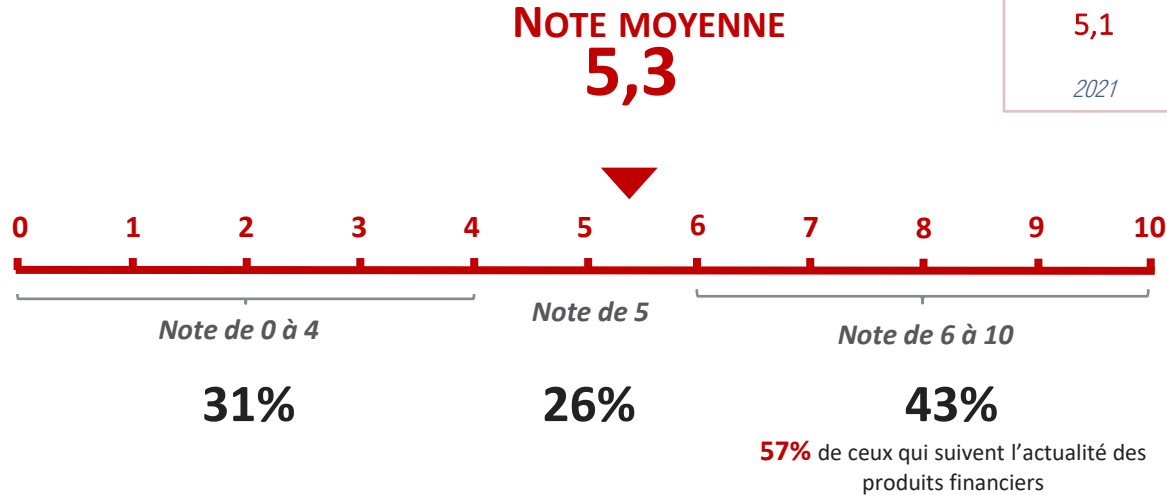 NOTE MOYENNE
5,3
5,1
2021
0 1 2 3 4 5 6 7 8 9 10
Note de 0 à 4
Note de 5
Note de 6 à 10
31%
26%
43%
57% de ceux qui suivent l’actualité des
produits financiers